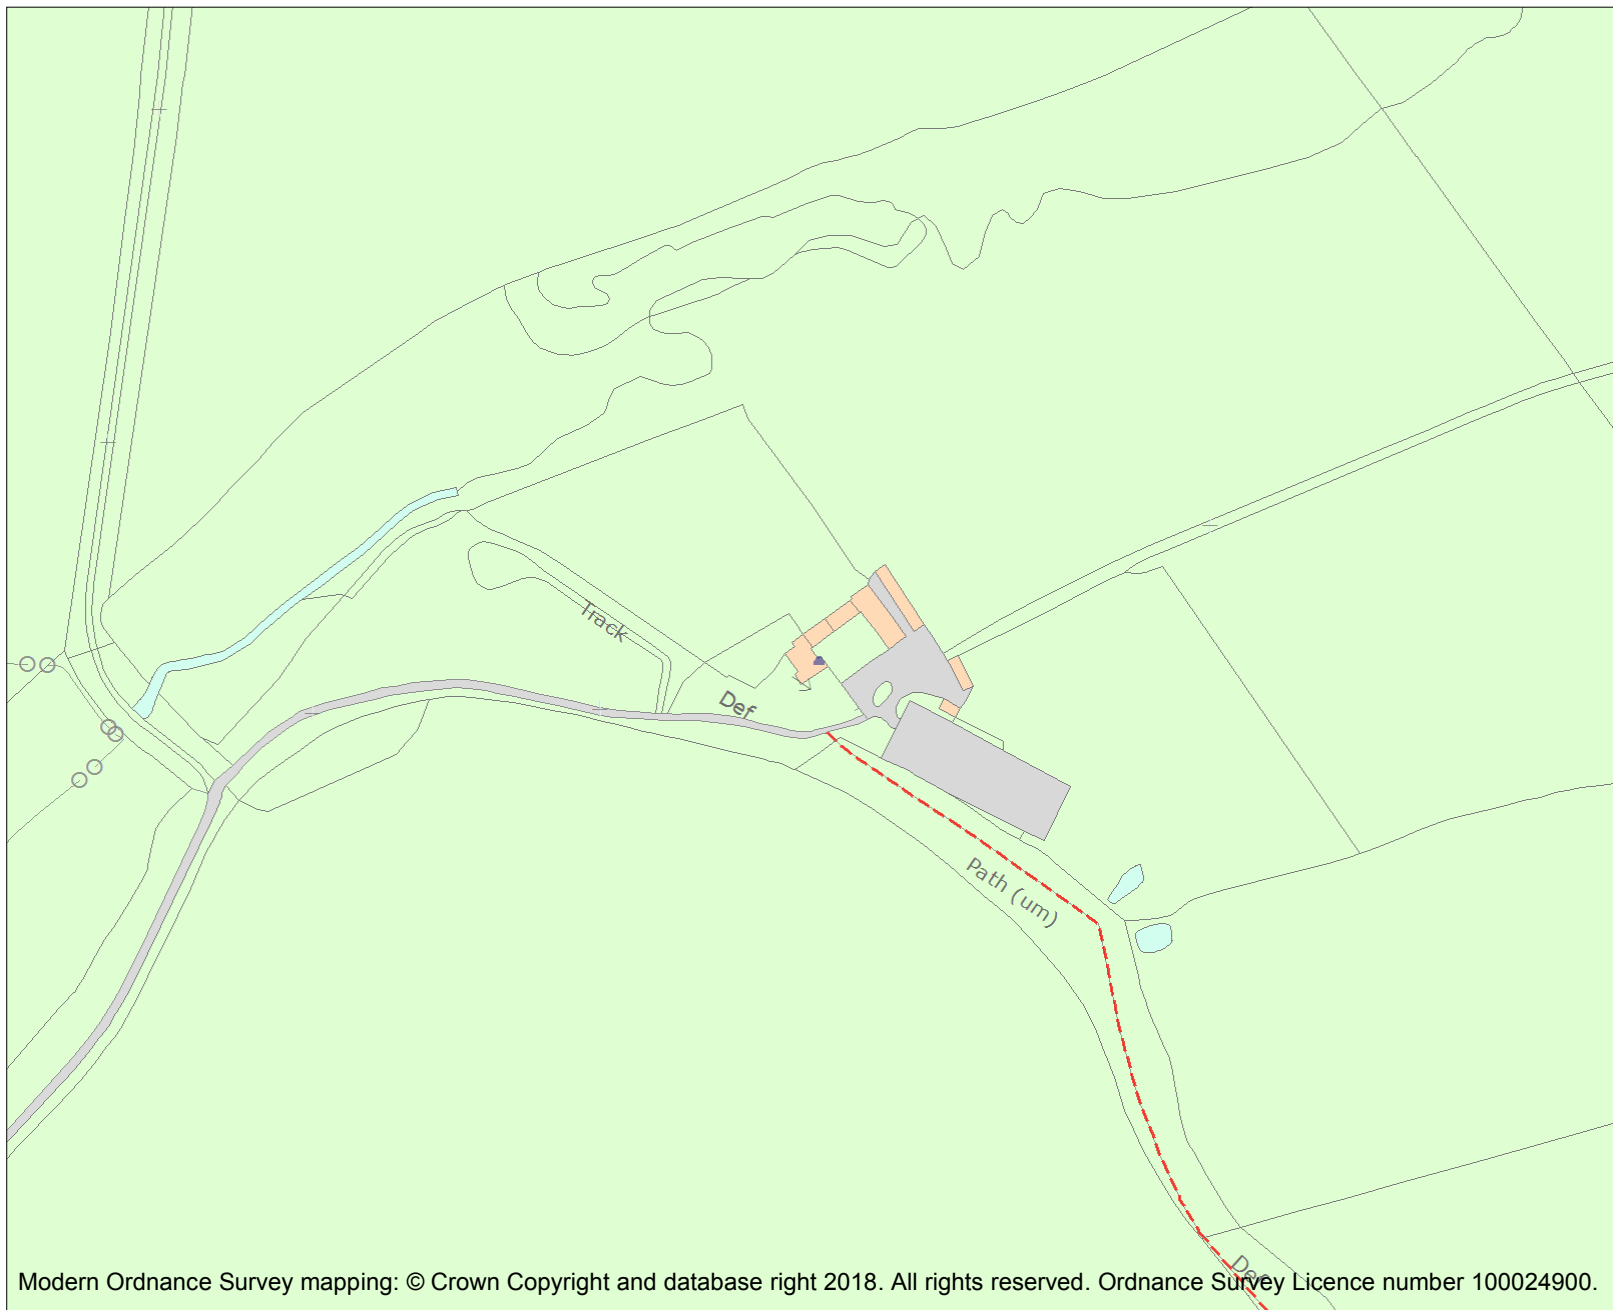 Track
Def
Path (um)
Def
Modern Ordnance Survey mapping: © Crown Copyright and database right 2018. All rights reserved. Ordnance Survey Licence number 100024900.